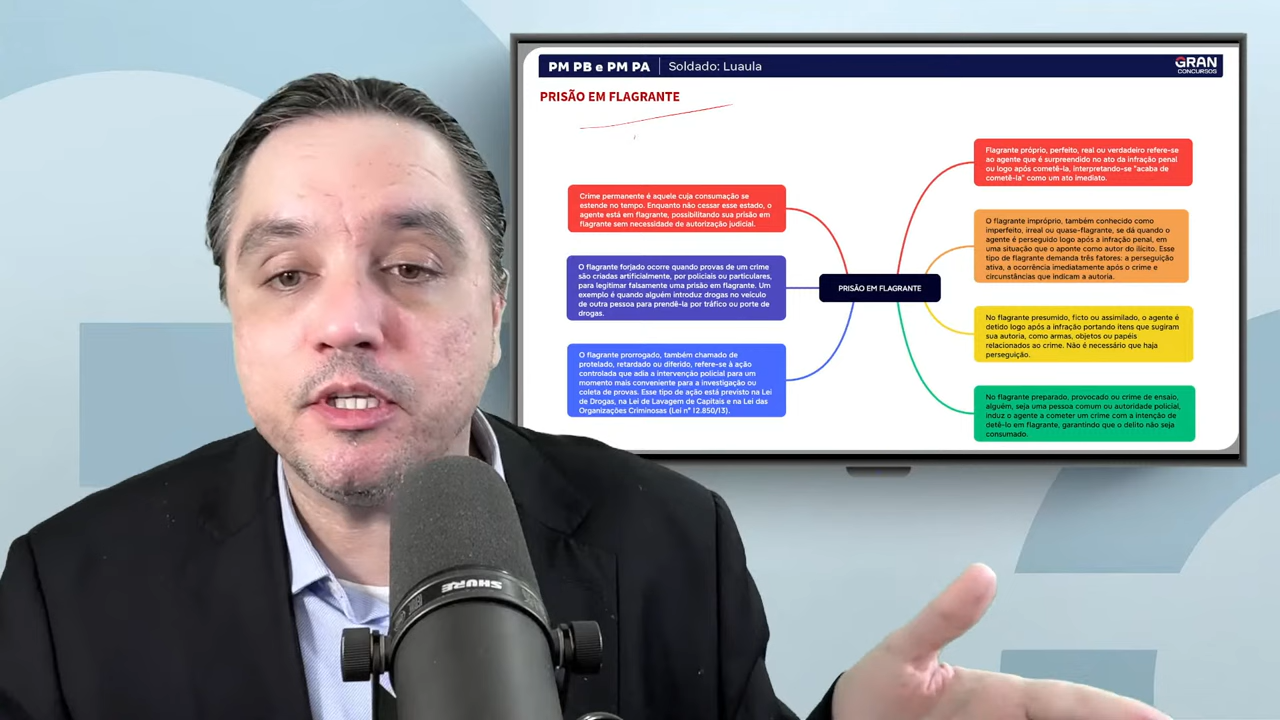 PM PB e PM PA | Soldado: Luaula
GRAN
CONCURSOS
PRISÃO EM FLAGRANTE
Crime permanente é aquele cuja consumação se
estende no tempo. Enquanto não cessar esse estado, o
agente está em flagrante, possibilitando sua prisão em
flagrante sem necessidade de autorização judicial.
O flagrante forjado ocorre quando provas de um crime
são criadas artificialmente, por policiais ou particulares,
para legitimar falsamente uma prisão em flagrante. Um
exemplo é quando alguém introduz drogas no veículo
de outra pessoa para prendê-la por tráfico ou porte de
drogas.
O flagrante prorrogado, também chamado de
protelado, retardado ou diferido, refere-se à ação
controlada que adia a intervenção policial para um
momento mais conveniente para a investigação ou
coleta de provas. Esse tipo de ação está previsto na Lei
de Drogas, na Lei de Lavagem de Capitais e na Lei das
Organizações Criminosas (Lei nº 12.850/13).
PRISÃO EM FLAGRANTE
Flagrante próprio, perfeito, real ou verdadeiro refere-se
ao agente que é surpreendido no ato da infração penal
ou logo após cometê-la, interpretando-se "acaba de
cometê-la" como um ato imediato.
O flagrante impróprio, também conhecido como
imperfeito, irreal ou quase-flagrante, se dá quando o
agente é perseguido logo após a infração penal, em
uma situação que o aponte como autor do ilícito. Esse
tipo de flagrante demanda três fatores: a perseguição
ativa, a ocorrência imediatamente após o crime e
circunstâncias que indicam a autoria.
No flagrante presumido, ficto ou assimilado, o agente é
detido logo após a infração portando itens que sugiram
sua autoria, como armas, objetos ou papéis
relacionados ao crime. Não é necessário que haja
perseguição.
No flagrante preparado, provocado ou crime de ensaio,
alguém, seja uma pessoa comum ou autoridade policial,
induz o agente a cometer um crime com a intenção de
detê-lo em flagrante, garantindo que o delito não seja
consumado.
SHURE